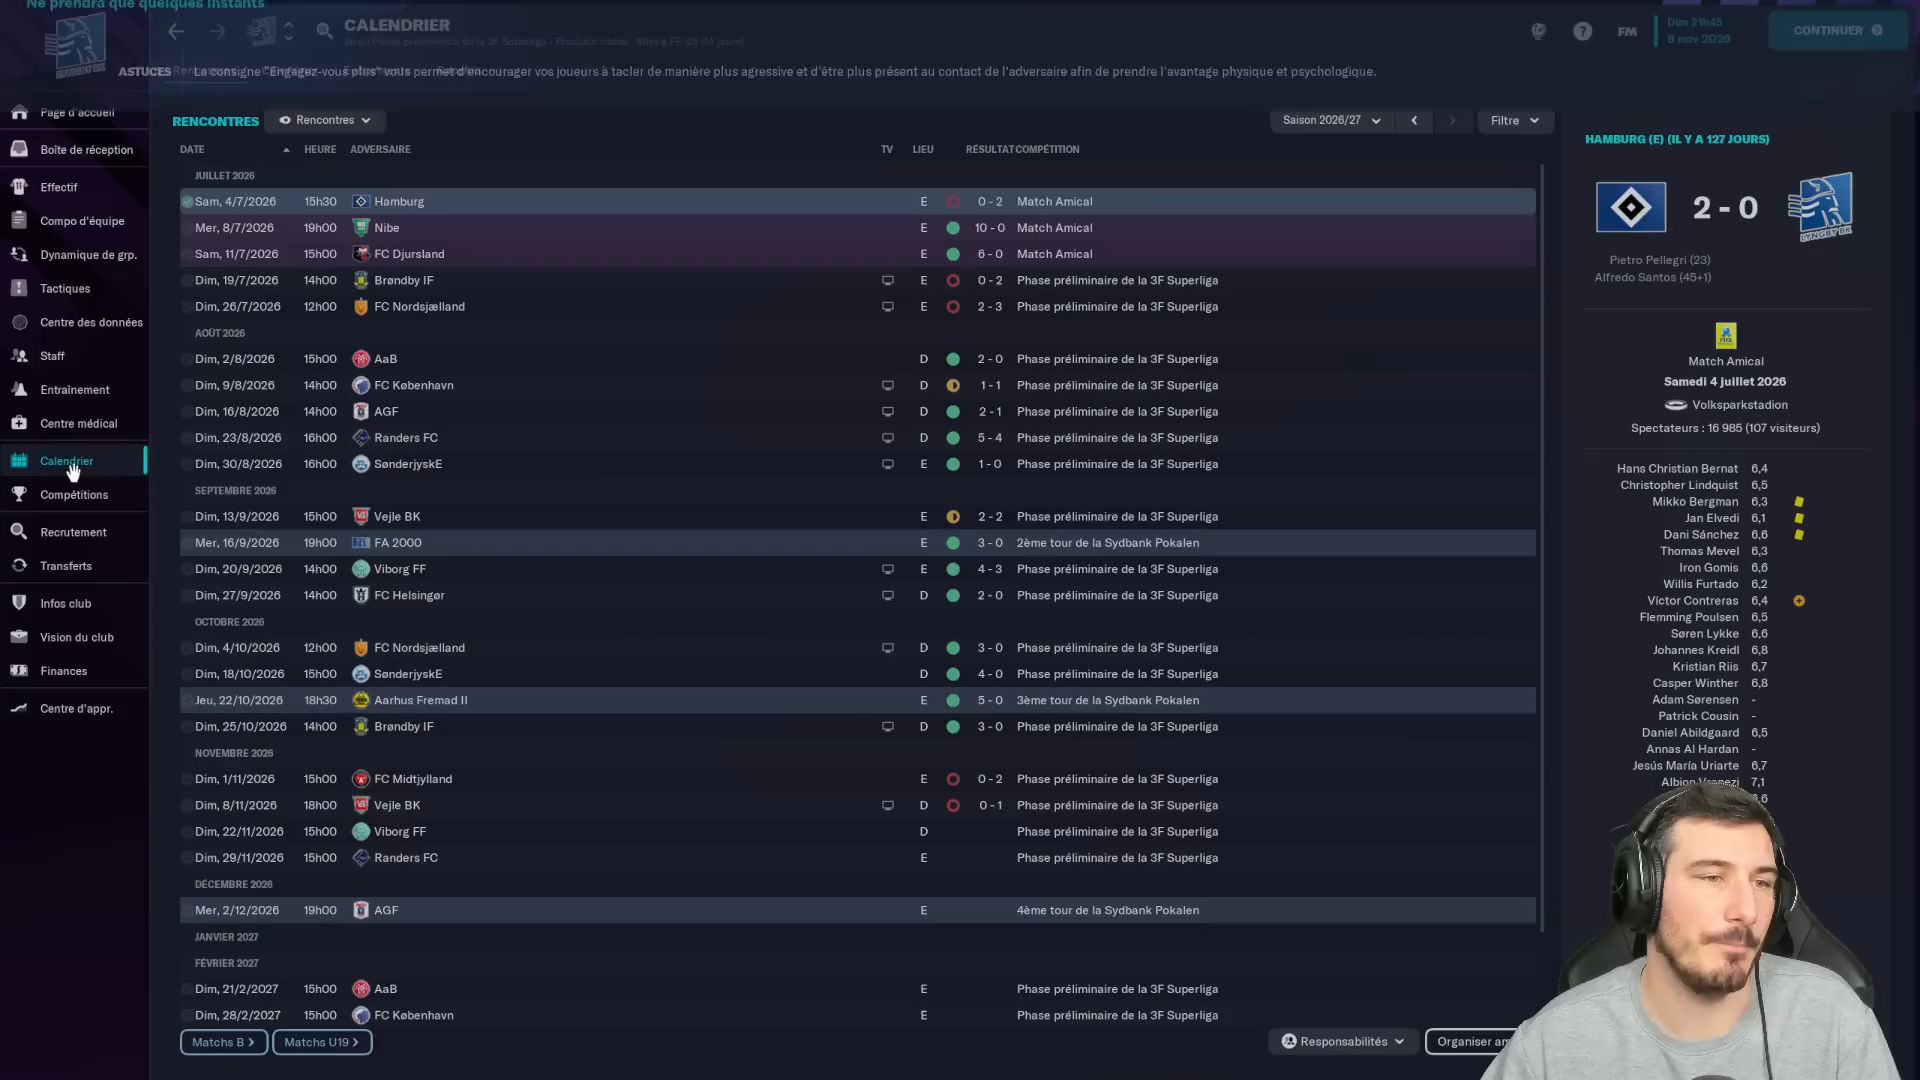 Ne prendra que quelques instants
CALENDRIER
Dim 21h45
8 nov 2026
FM
CONTINUER
ASTUCES
La consigne "Engagez-vous plus" vous permet d'encourager vos joueurs à tacler de manière plus agressive et d'être plus présent au contact de l'adversaire afin de prendre l'avantage physique et psychologique.
Page d'accueil
Boîte de réception
Effectif
Compo d'équipe
Dynamique de grp.
Tactiques
Centre des données
Staff
Entraînement
Centre médical
Calendrier
Compétitions
Recrutement
Transferts
Infos club
Vision du club
Finances
Centre d'appr.
RENCONTRES
Rencontres
Saison 2026/27
Filtre
DATE HEURE ADVERSAIRE TV LIEU RÉSULTAT COMPÉTITION
JUILLET 2026
Sam, 4/7/2026 15h30 Hamburg E 0 - 2 Match Amical
Mer, 8/7/2026 19h00 Nibe E 10 - 0 Match Amical
Sam, 11/7/2026 15h00 FC Djursland E 6 - 0 Match Amical
Dim, 19/7/2026 14h00 Brøndby IF E 0 - 2 Phase préliminaire de la 3F Superliga
Dim, 26/7/2026 12h00 FC Nordsjælland E 2 - 3 Phase préliminaire de la 3F Superliga
AOÛT 2026
Dim, 2/8/2026 15h00 AaB D 2 - 0 Phase préliminaire de la 3F Superliga
Dim, 9/8/2026 14h00 FC København D 1 - 1 Phase préliminaire de la 3F Superliga
Dim, 16/8/2026 14h00 AGF D 2 - 1 Phase préliminaire de la 3F Superliga
Dim, 23/8/2026 16h00 Randers FC D 5 - 4 Phase préliminaire de la 3F Superliga
Dim, 30/8/2026 16h00 SønderjyskE E 1 - 0 Phase préliminaire de la 3F Superliga
SEPTEMBRE 2026
Dim, 13/9/2026 15h00 Vejle BK E 2 - 2 Phase préliminaire de la 3F Superliga
Mer, 16/9/2026 19h00 FA 2000 E 3 - 0 2ème tour de la Sydbank Pokalen
Dim, 20/9/2026 14h00 Viborg FF E 4 - 3 Phase préliminaire de la 3F Superliga
Dim, 27/9/2026 14h00 FC Helsingør D 2 - 0 Phase préliminaire de la 3F Superliga
OCTOBRE 2026
Dim, 4/10/2026 12h00 FC Nordsjælland D 3 - 0 Phase préliminaire de la 3F Superliga
Dim, 18/10/2026 15h00 SønderjyskE D 4 - 0 Phase préliminaire de la 3F Superliga
Jeu, 22/10/2026 18h30 Aarhus Fremad II E 5 - 0 3ème tour de la Sydbank Pokalen
Dim, 25/10/2026 14h00 Brøndby IF D 3 - 0 Phase préliminaire de la 3F Superliga
NOVEMBRE 2026
Dim, 1/11/2026 15h00 FC Midtjylland E 0 - 2 Phase préliminaire de la 3F Superliga
Dim, 8/11/2026 18h00 Vejle BK D 0 - 1 Phase préliminaire de la 3F Superliga
Dim, 22/11/2026 15h00 Viborg FF D Phase préliminaire de la 3F Superliga
Dim, 29/11/2026 15h00 Randers FC E Phase préliminaire de la 3F Superliga
DÉCEMBRE 2026
Mer, 2/12/2026 19h00 AGF E 4ème tour de la Sydbank Pokalen
JANVIER 2027
FÉVRIER 2027
Dim, 21/2/2027 15h00 AaB E Phase préliminaire de la 3F Superliga
Dim, 28/2/2027 15h00 FC København E Phase préliminaire de la 3F Superliga
Matchs B
Matchs U19
Responsabilités
Organiser am
HAMBURG (E) (IL Y A 127 JOURS)
2 - 0
LYNGBY BK
Pietro Pellegri (23)
Alfredo Santos (45+1)
FIFA
Match Amical
Samedi 4 juillet 2026
Volksparkstadion
Spectateurs : 16 985 (107 visiteurs)
Hans Christian Bernat 6,4
Christopher Lindquist 6,5
Mikko Bergman 6,3
Jan Elvedi 6,1
Dani Sánchez 6,6
Thomas Mevel 6,3
Iron Gomis 6,6
Willis Furtado 6,2
Víctor Contreras 6,4
Flemming Poulsen 6,5
Søren Lykke 6,6
Johannes Kreidl 6,8
Kristian Riis 6,7
Casper Winther 6,8
Adam Sørensen -
Patrick Cousin -
Daniel Abildgaard 6,5
Annas Al Hardan -
Jesús María Uriarte 6,7
Albion 7,1